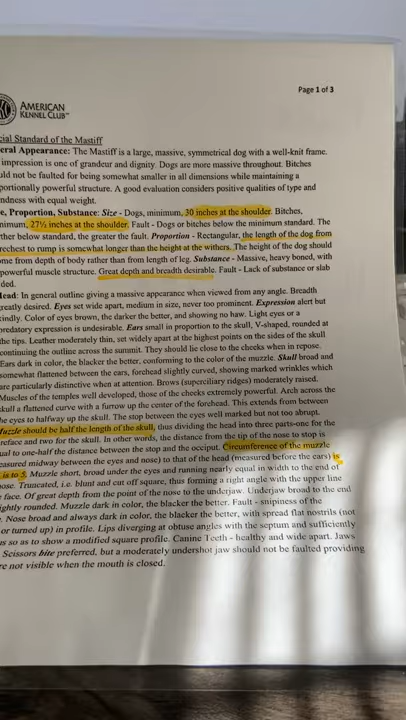 Page 1 of 3
AMERICAN
KENNEL CLUB™
cial Standard of the Mastiff
eral Appearance: The Mastiff is a large, massive, symmetrical dog with a well-knit frame.
impression is one of grandeur and dignity. Dogs are more massive throughout. Bitches
uld not be faulted for being somewhat smaller in all dimensions while maintaining a
portionally powerful structure. A good evaluation considers positive qualities of type and
ndness with equal weight.
e, Proportion, Substance: Size - Dogs, minimum, 30 inches at the shoulder. Bitches,
nimum, 27½ inches at the shoulder. Fault - Dogs or bitches below the minimum standard. The
rther below standard, the greater the fault. Proportion - Rectangular, the length of the dog from
rechest to rump is somewhat longer than the height at the withers. The height of the dog should
ome from depth of body rather than from length of leg. Substance - Massive, heavy boned, with
powerful muscle structure. Great depth and breadth desirable. Fault - Lack of substance or slab
ded.
lead: In general outline giving a massive appearance when viewed from any angle. Breadth
greatly desired. Eyes set wide apart, medium in size, never too prominent. Expression alert but
kindly. Color of eyes brown, the darker the better, and showing no haw. Light eyes or a
predatory expression is undesirable. Ears small in proportion to the skull, V-shaped, rounded at
the tips. Leather moderately thin, set widely apart at the highest points on the sides of the skull
continuing the outline across the summit. They should lie close to the cheeks when in repose.
Ears dark in color, the blacker the better, conforming to the color of the muzzle. Skull broad and
somewhat flattened between the ears, forehead slightly curved, showing marked wrinkles which
are particularly distinctive when at attention. Brows (superciliary ridges) moderately raised.
Muscles of the temples well developed, those of the cheeks extremely powerful. Arch across the
skull a flattened curve with a furrow up the center of the forehead. This extends from between
he eyes to halfway up the skull. The stop between the eyes well marked but not too abrupt.
Muzzle should be half the length of the skull, thus dividing the head into three parts-one for the
reface and two for the skull. In other words, the distance from the tip of the nose to stop is
ual to one-half the distance between the stop and the occiput. Circumference of the muzzle
easured midway between the eyes and nose) to that of the head (measured before the ears) is
is to 5. Muzzle short, broad under the eyes and running nearly equal in width to the end of
nose. Truncated, i.e. blunt and cut off square, thus forming a right angle with the upper line
face. Of great depth from the point of the nose to the underjaw. Underjaw broad to the end
ightly rounded. Muzzle dark in color, the blacker the better. Fault - snipiness of the
. Nose broad and always dark in color, the blacker the better, with spread flat nostrils (not
or turned up) in profile. Lips diverging at obtuse angles with the septum and sufficiently
us so as to show a modified square profile. Canine Teeth - healthy and wide apart. Jaws
Scissors bite preferred, but a moderately undershot jaw should not be faulted providing
re not visible when the mouth is closed.